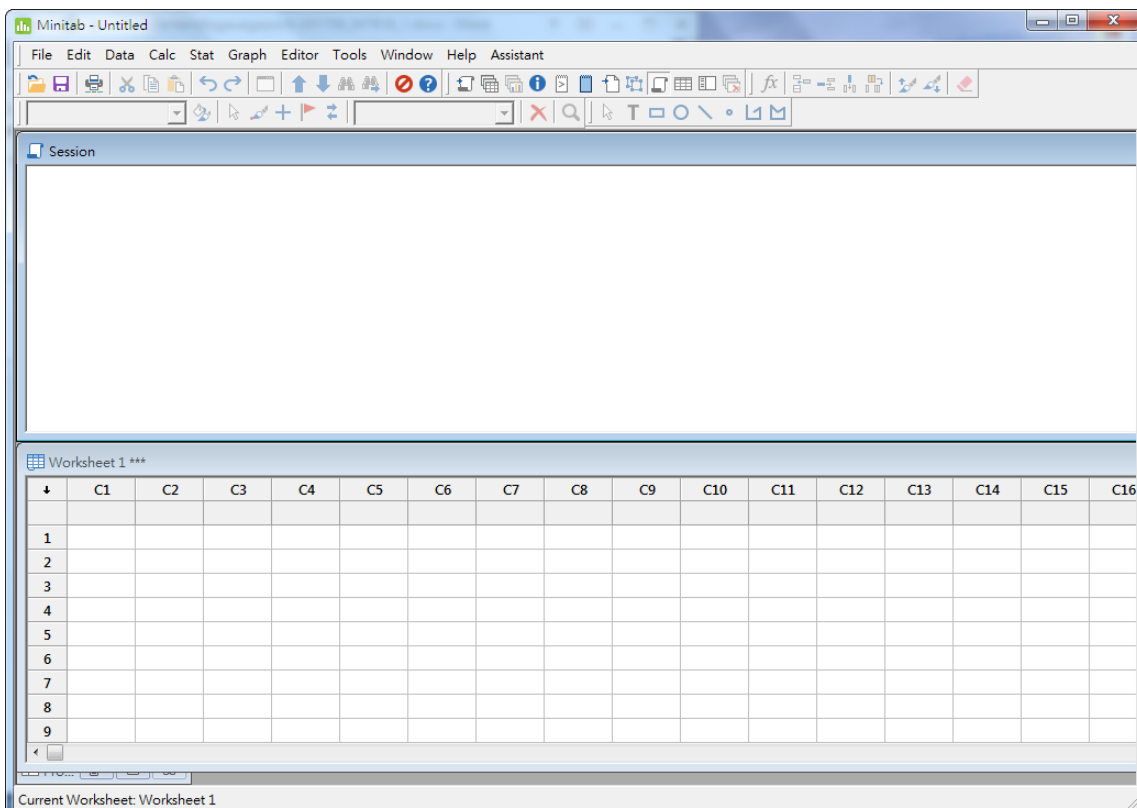 Minitab - Untitled
File Edit Data Calc Stat Graph Editor Tools Window Help Assistant
fx
T
Session
Worksheet 1 ***
C1 C2 C3 C4 C5 C6 C7 C8 C9 C10 C11 C12 C13 C14 C15 C16
1
2
3
4
5
6
7
8
9
Current Worksheet: Worksheet 1